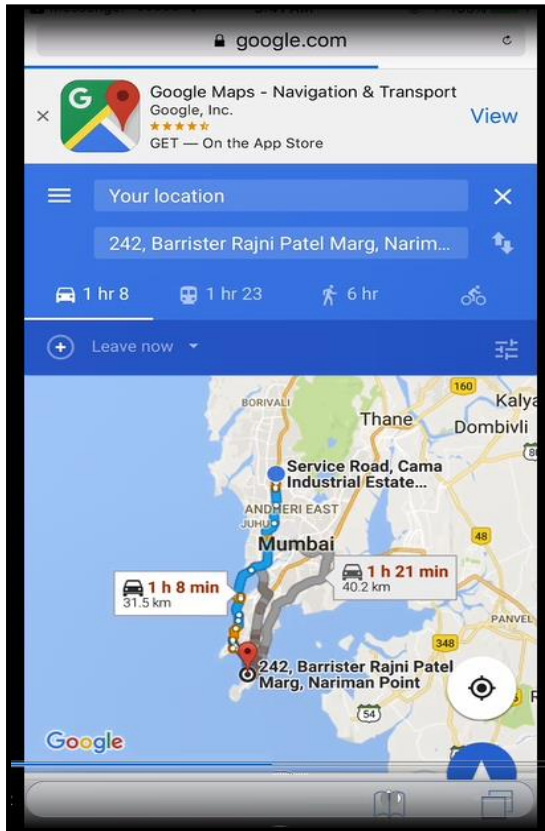 google.com
Google Maps - Navigation & Transport
Google, Inc.
GET — On the App Store
View
Your location
242, Barrister Rajni Patel Marg, Narim...
1 hr 8
1 hr 23
6 hr
Leave now
BORIVALI
Thane
160
Kalya
Dombivli
Service Road, Cama
Industrial Estate...
ANDHERI EAST
JUHU
Mumbai
48
1 h 8 min
31.5 km
1 h 21 min
40.2 km
PANVEL
348
242, Barrister Rajni Patel
Marg, Nariman Point
54
Google